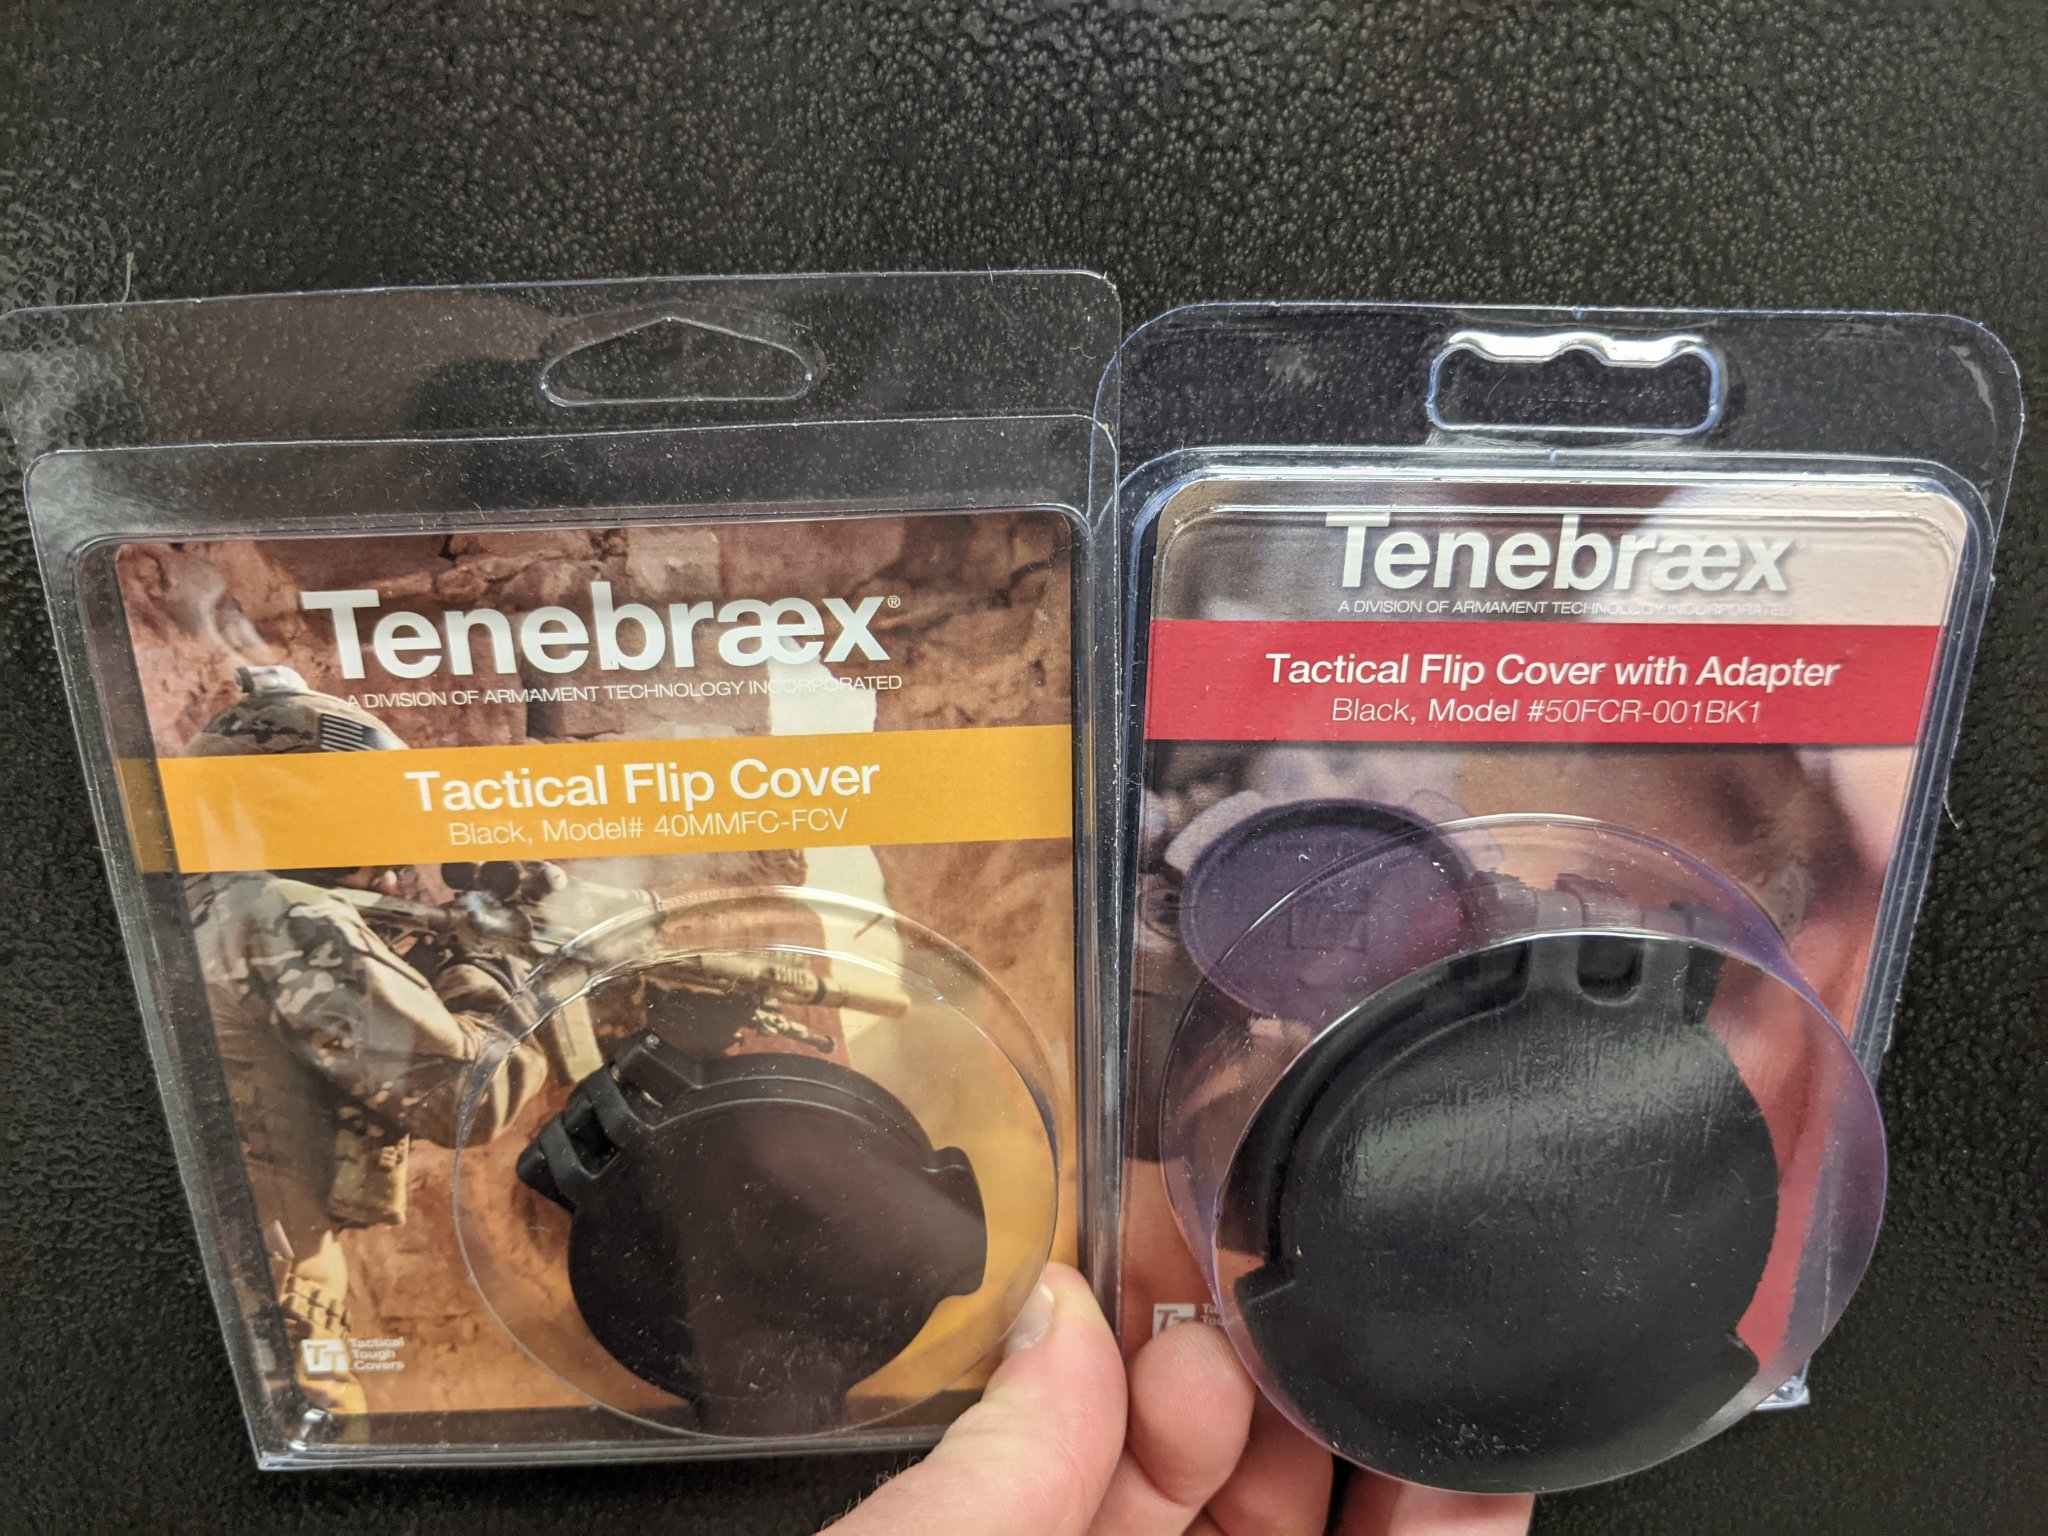 Tenebræx®
A DIVISION OF ARMAMENT TECHNOLOGY INCORPORATED
Tactical Flip Cover
Black, Model# 40MMFC-FCV
TT
Tactical
Tough
Covers
Tenebræx
A DIVISION OF ARMAMENT TECHNOLOGY INCORPORATED
Tactical Flip Cover with Adapter
Black, Model #50FCR-001BK1